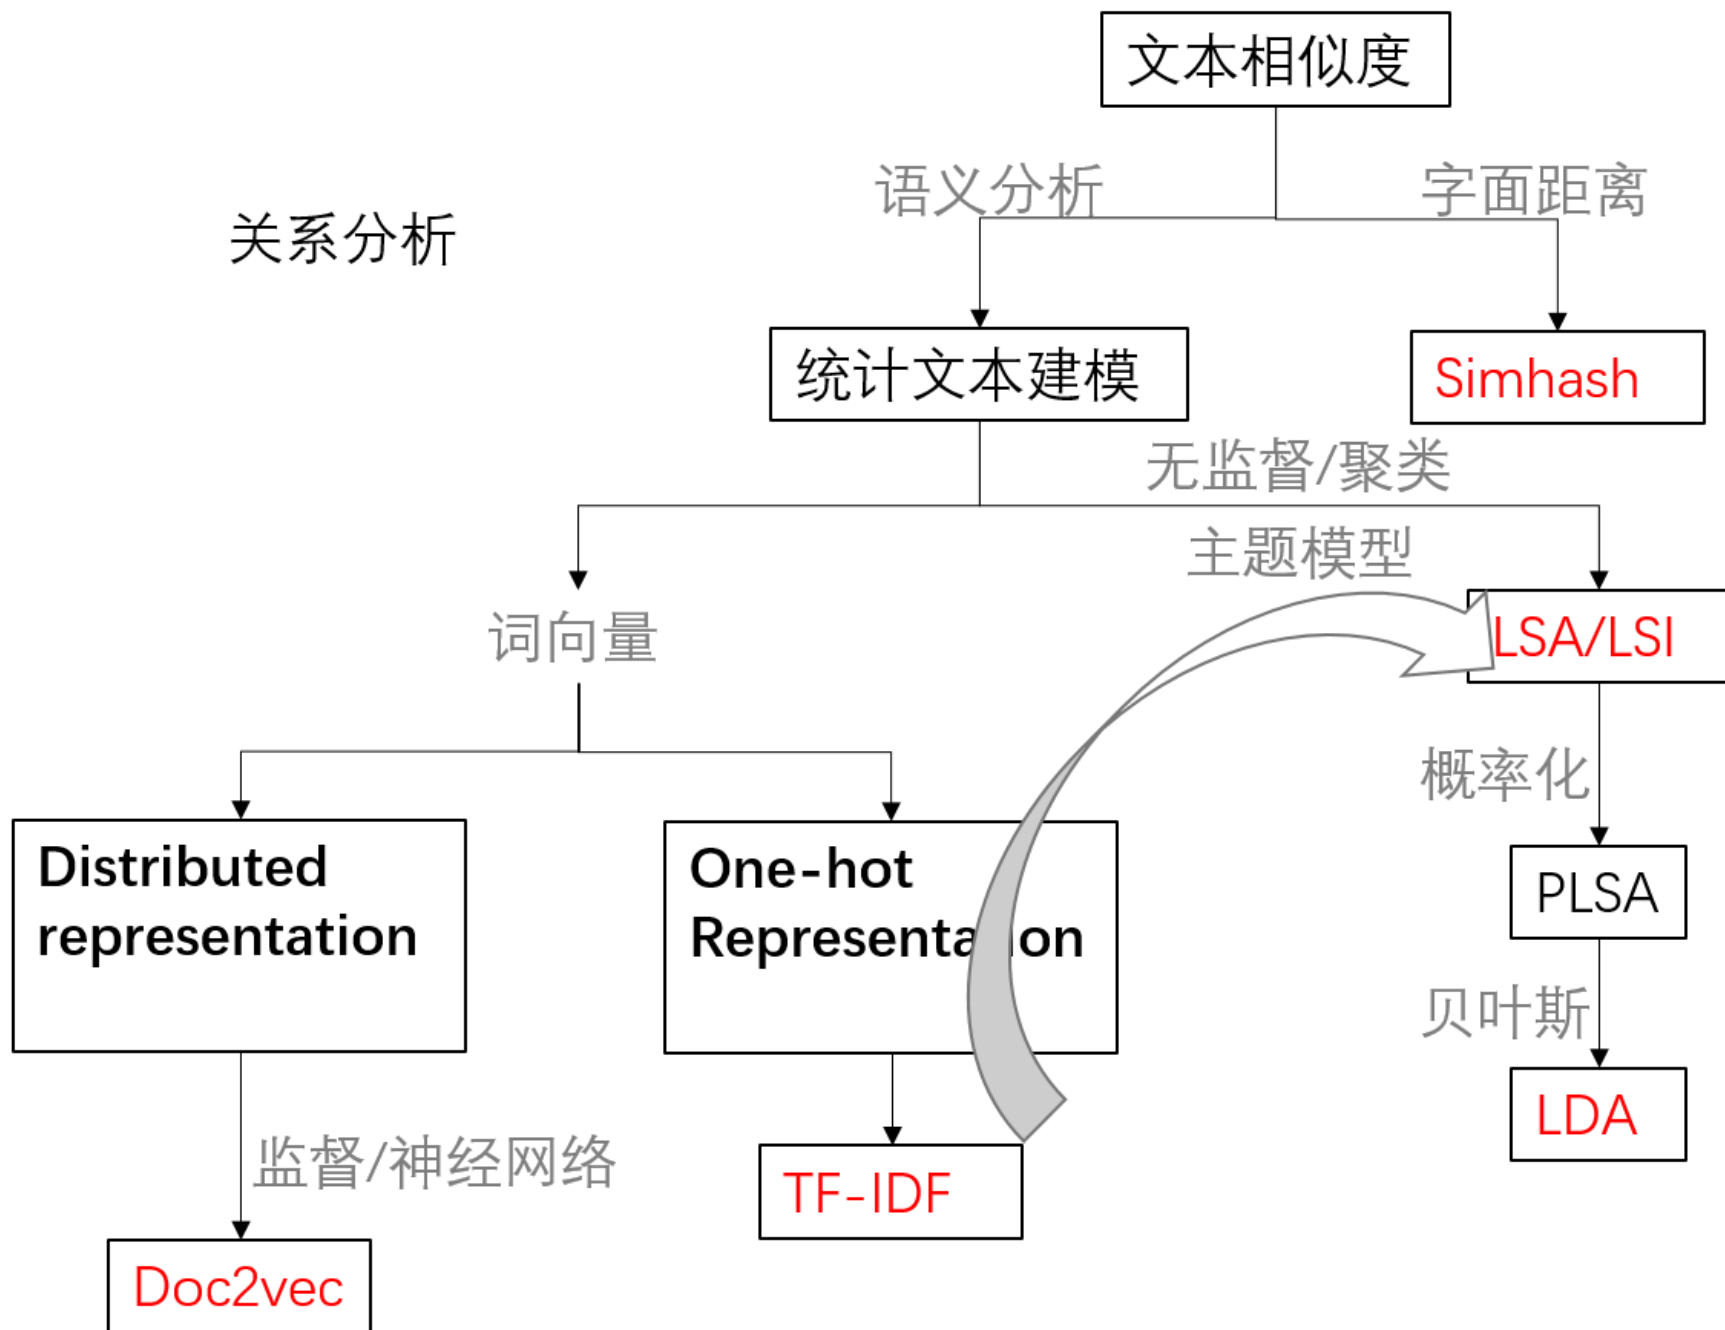 文本相似度
语义分析
字面距离
关系分析
统计文本建模
Simhash
无监督/聚类
主题模型
词向量
LSA/LSI
概率化
Distributed
representation
One-hot
Representation
PLSA
贝叶斯
监督/神经网络
LDA
TF-IDF
Doc2vec